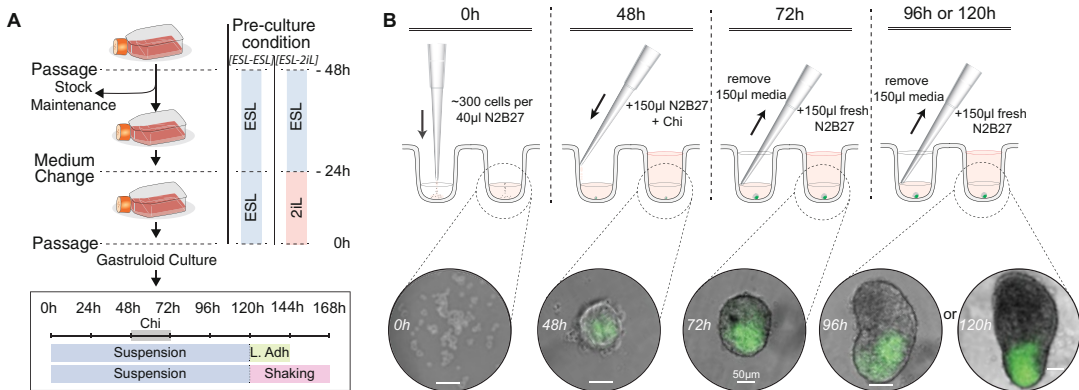 A
Pre-culture
condition
[ESL-ESL] [ESL-2iL]
Passage
- 48h
Stock
Maintenance
ESL
ESL
Medium
Change
- 24h
ESL
2iL
Passage
0h
Gastruloid Culture
0h 24h 48h 72h 96h 120h 144h 168h
Chi
Suspension L. Adh
Suspension Shaking
B
0h
48h
72h
96h or 120h
~300 cells per
40µl N2B27
+150µl N2B27
+ Chi
remove
150µl media
+150µl fresh
N2B27
remove
150µl media
+150µl fresh
N2B27
0h
48h
72h
50µm
96h
or
120h